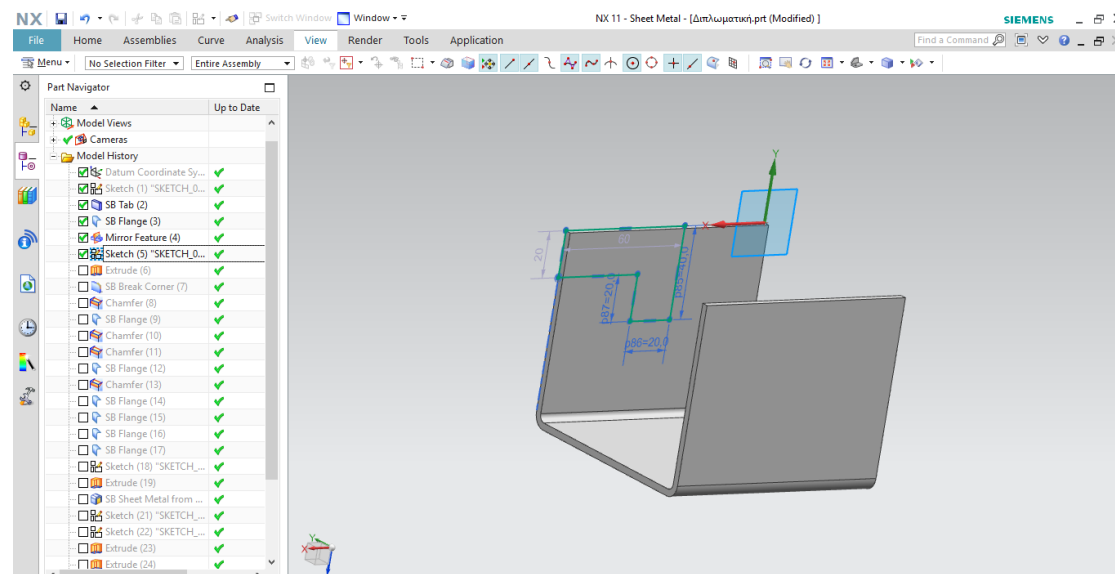 NX Switch Window Window NX 11 - Sheet Metal - [Διπλωματική.prt (Modified) ] SIEMENS
File Home Assemblies Curve Analysis View Render Tools Application Find a Command
Menu No Selection Filter Entire Assembly
Part Navigator
Name Up to Date
Model Views
Cameras
Model History
Datum Coordinate Sy...
Sketch (1) "SKETCH_0...
SB Tab (2)
SB Flange (3)
Mirror Feature (4)
Sketch (5) "SKETCH_0...
Extrude (6)
SB Break Corner (7)
Chamfer (8)
SB Flange (9)
Chamfer (10)
Chamfer (11)
SB Flange (12)
Chamfer (13)
SB Flange (14)
SB Flange (15)
SB Flange (16)
SB Flange (17)
Sketch (18) "SKETCH_...
Extrude (19)
SB Sheet Metal from ...
Sketch (21) "SKETCH_...
Sketch (22) "SKETCH_...
Extrude (23)
Extrude (24)
Y
X
20
60
p87=20,0
p86=20,0
Y
X